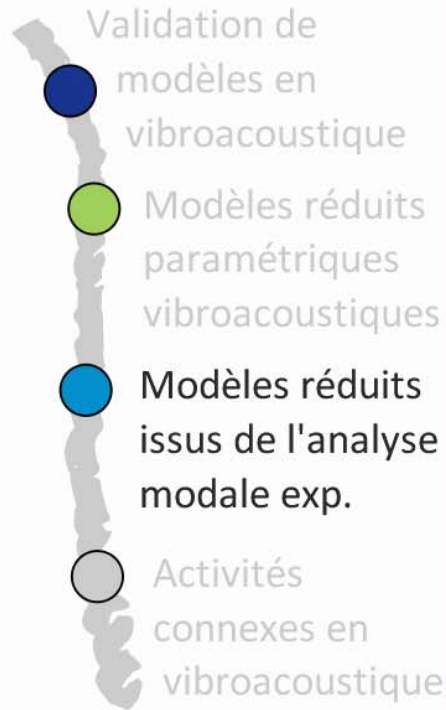 Validation de
modèles en
vibroacoustique
Modèles réduits
paramétriques
vibroacoustiques
Modèles réduits
issus de l'analyse
modale exp.
Activités
connexes en
vibroacoustique